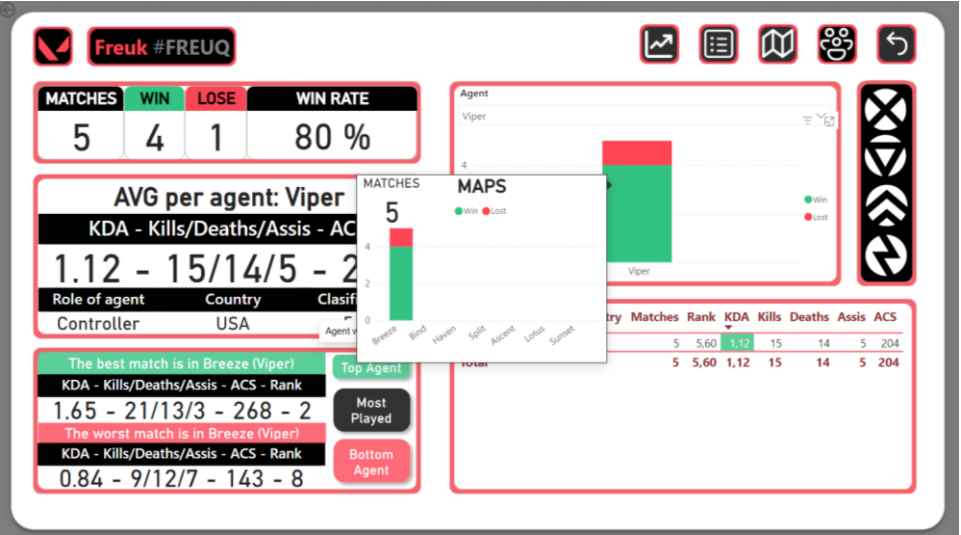 Freuk #FREUQ
MATCHES WIN LOSE WIN RATE
5 4 1 80 %
AVG per agent: Viper
KDA - Kills/Deaths/Assis - AC
1.12 - 15/14/5 - 2
Role of agent Country Clasifi
Controller USA
Agent w
The best match is in Breeze (Viper)
KDA - Kills/Deaths/Assis - ACS - Rank
1.65 - 21/13/3 - 268 - 2
The worst match is in Breeze (Viper)
KDA - Kills/Deaths/Assis - ACS - Rank
0.84 - 9/12/7 - 143 - 8
Top Agent
Most
Played
Bottom
Agent
Agent
Viper
4
Viper
Win
Lost
MATCHES MAPS
5
Win Lost
4
2
0
Breeze Bind Haven Split Ascent Lotus Sunset
try Matches Rank KDA Kills Deaths Assis ACS
5 5,60 1,12 15 14 5 204
Total 5 5,60 1,12 15 14 5 204